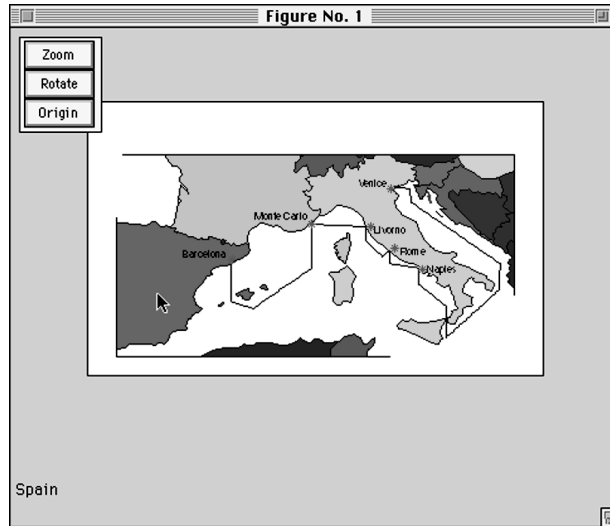 Figure No. 1
Zoom
Rotate
Origin
Venice
Monte Carlo
Livorno
Rome
Barcelona
Naples
Spain